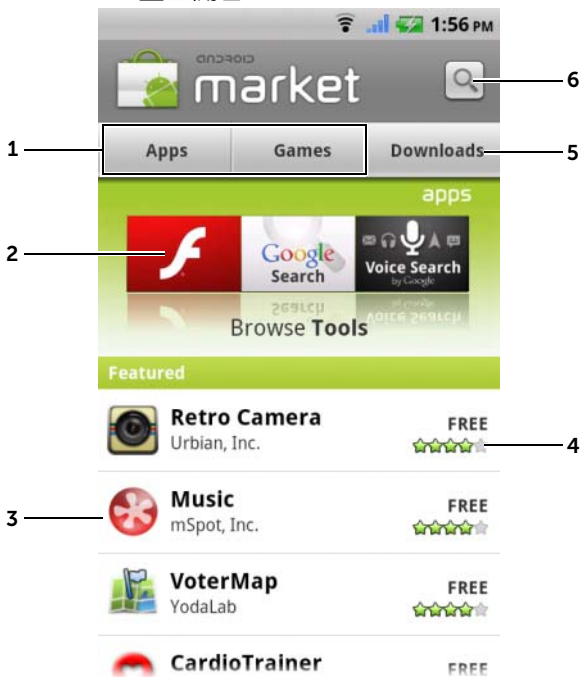 1:56 PM
ANDROID
market
6
1
Apps Games Downloads
5
apps
2
Google
Search
Voice Search
by Google
Browse Tools
Featured
Retro Camera FREE
Urbian, Inc.
4
Music FREE
3
mSpot, Inc.
VoterMap FREE
YodaLab
CardioTrainer FREE